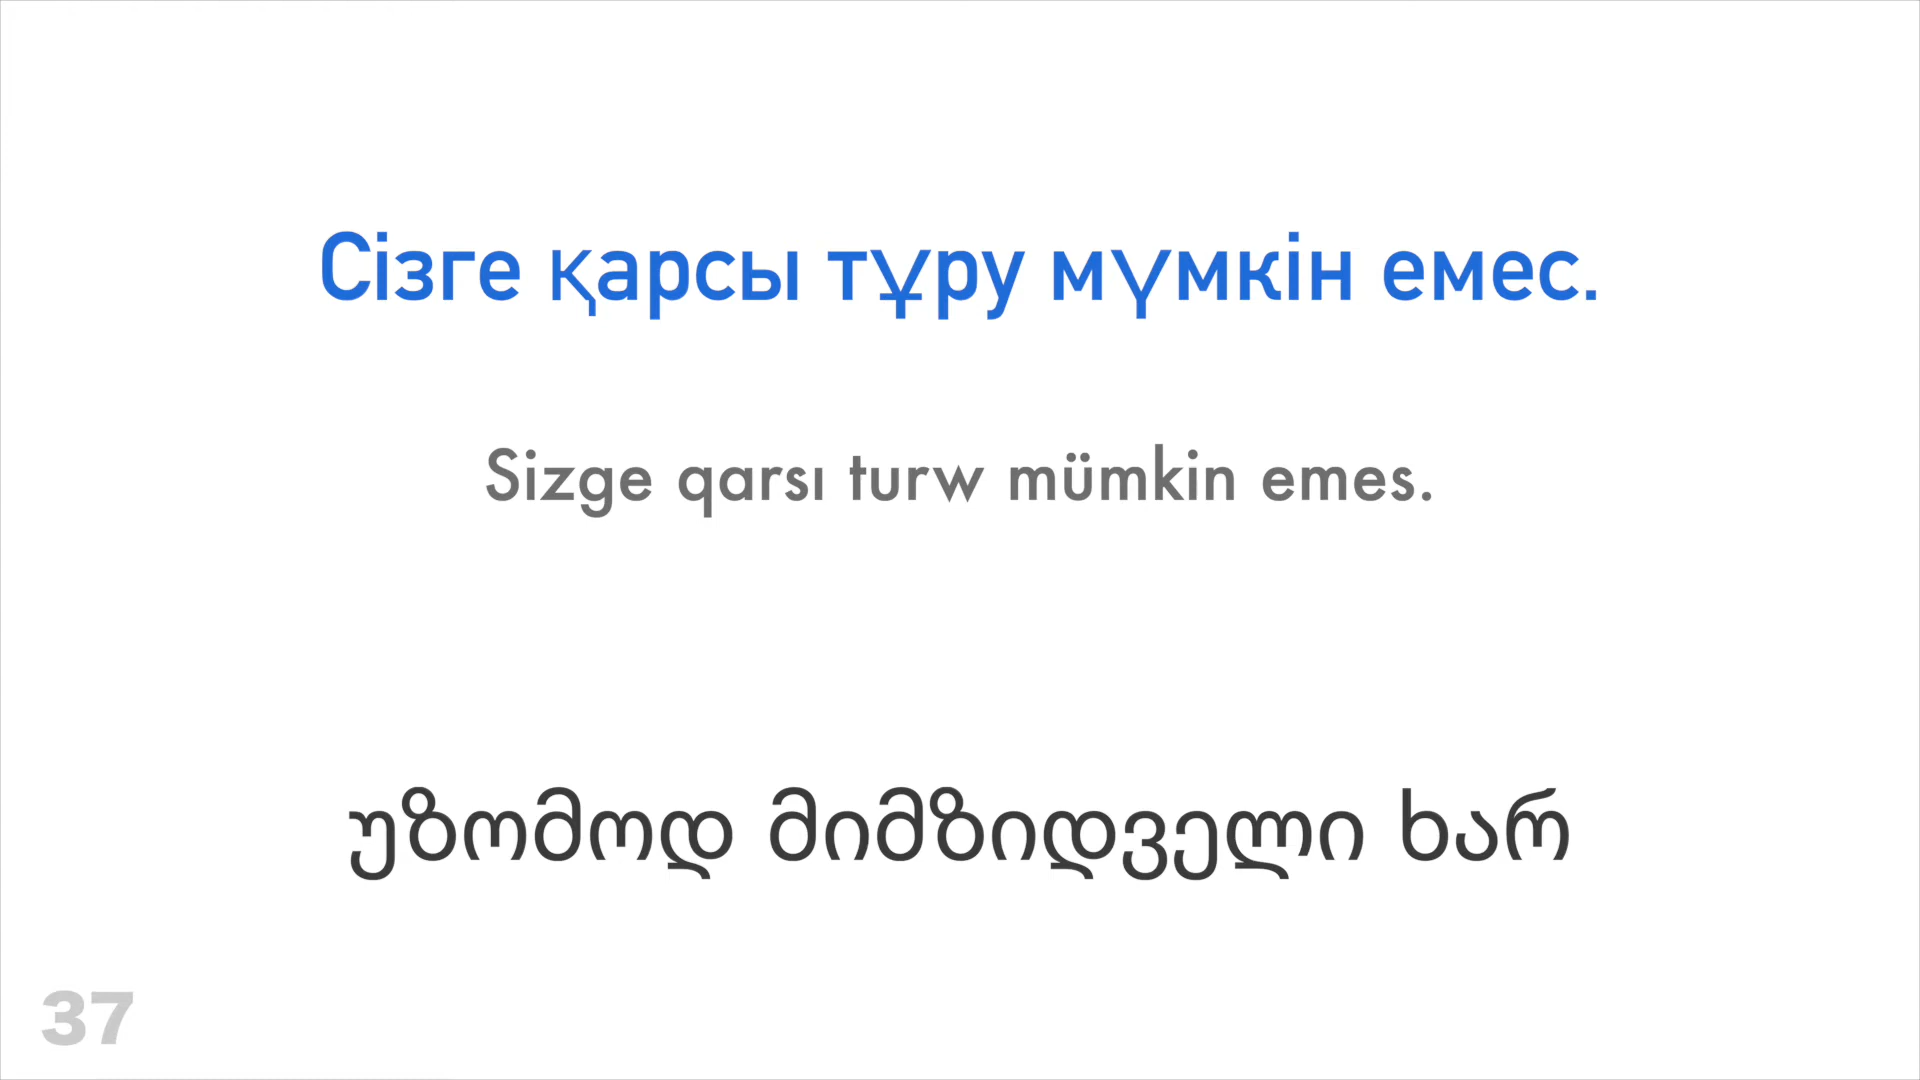 Сізге қарсы тұру мүмкін емес.
Sizge qarsı turw mümkin emes.
უზომოდ მიმზიდველი ხარ
37